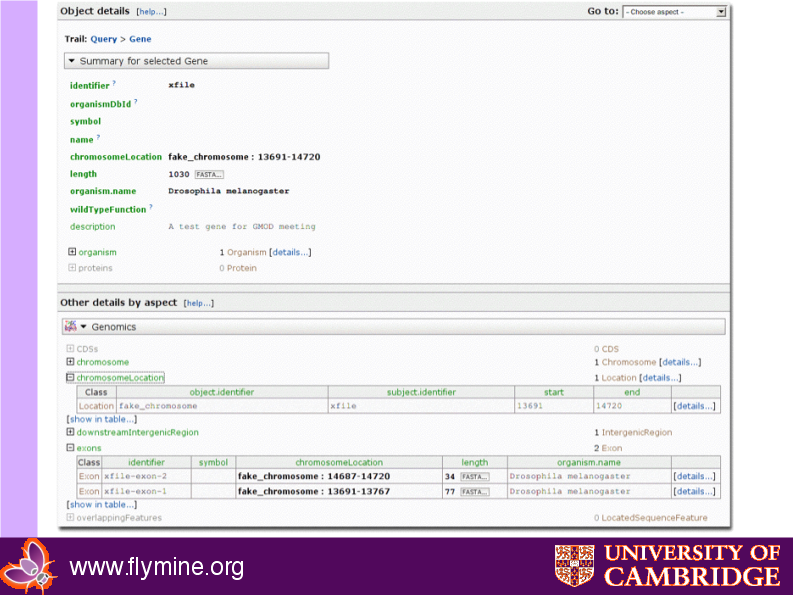 Object details [help...] Go to: - Choose aspect -
Trail: Query > Gene
Summary for selected Gene
identifier ? xfile
organismDbId ?
symbol
name ?
chromosomeLocation fake_chromosome : 13691-14720
length 1030 FASTA...
organism.name Drosophila melanogaster
wildTypeFunction ?
description A test gene for GMOD meeting
organism 1 Organism [details...]
proteins 0 Protein
Other details by aspect [help...]
Genomics
CDSs 0 CDS
chromosome 1 Chromosome [details...]
chromosomeLocation 1 Location [details...]
Class object.identifier subject.identifier start end
Location fake_chromosome xfile 13691 14720 [details...]
[show in table...]
downstreamIntergenicRegion 1 IntergenicRegion
exons 2 Exon
Class identifier symbol chromosomeLocation length organism.name
Exon xfile-exon-2 fake_chromosome : 14687-14720 34 FASTA... Drosophila melanogaster [details...]
Exon xfile-exon-1 fake_chromosome : 13691-13767 77 FASTA... Drosophila melanogaster [details...]
[show in table...]
overlappingFeatures 0 LocatedSequenceFeature
www.flymine.org
UNIVERSITY OF
CAMBRIDGE